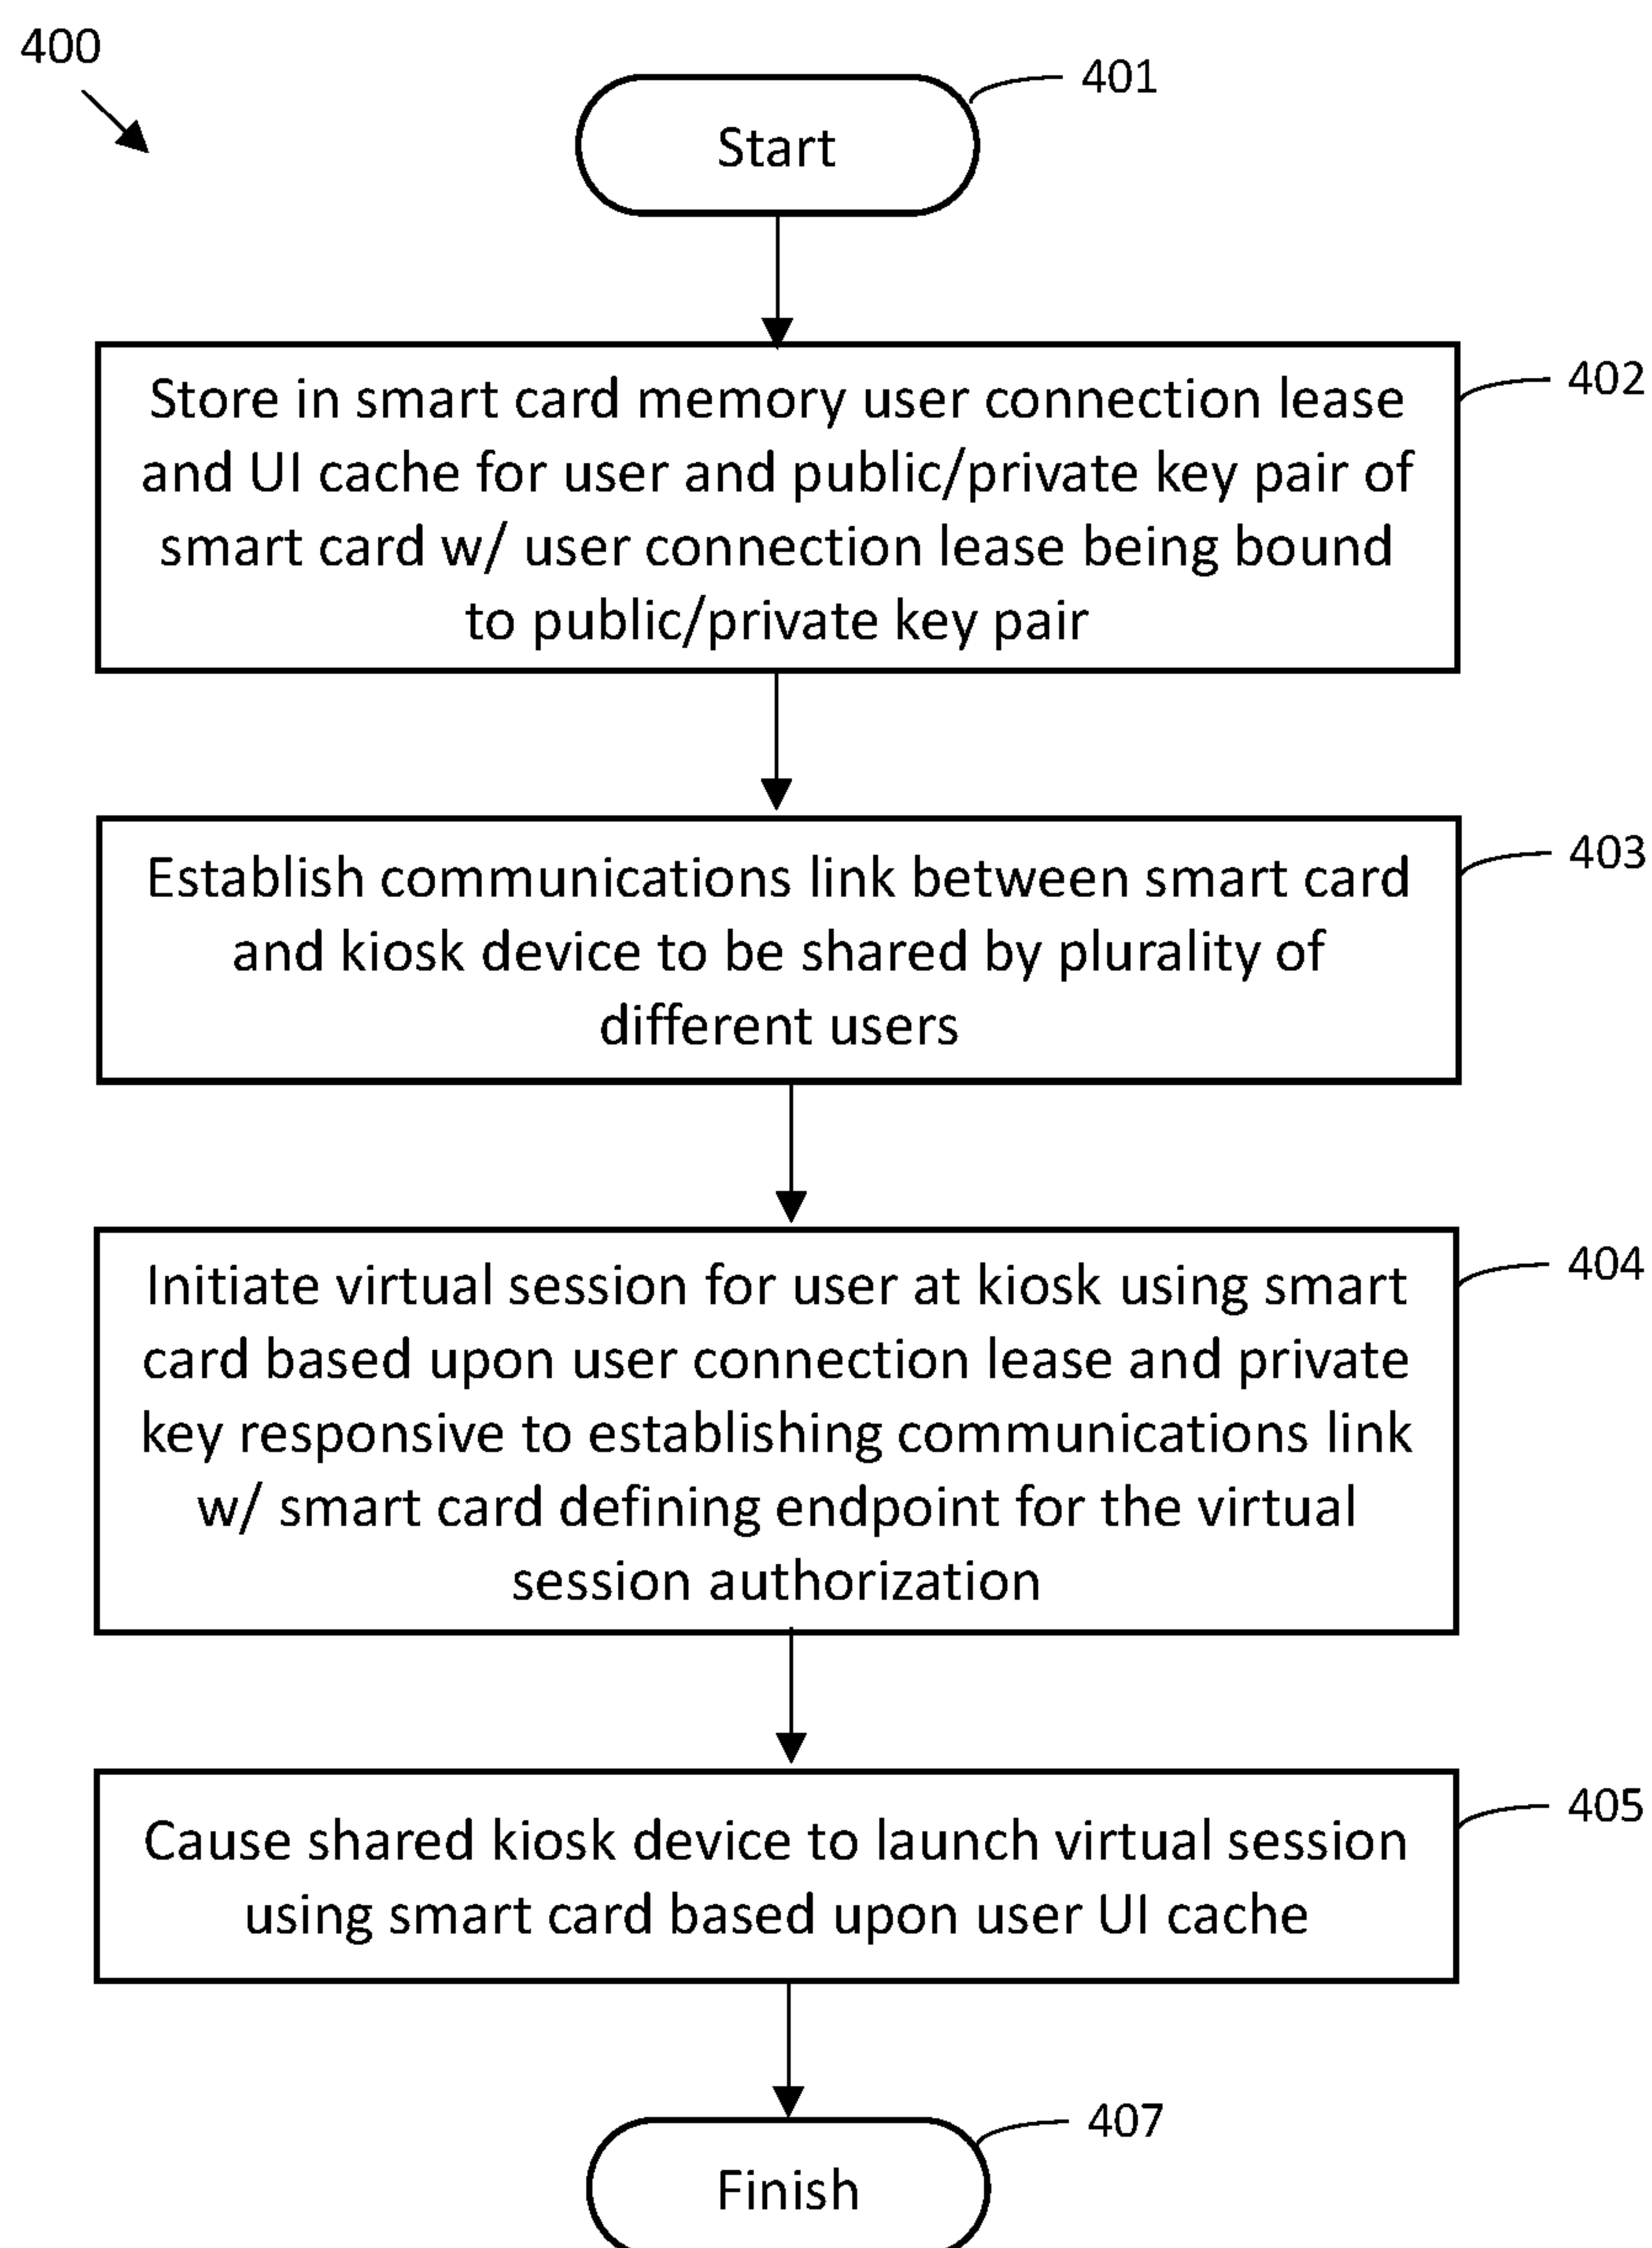 400
401
Start
402
Store in smart card memory user connection lease
and UI cache for user and public/private key pair of
smart card w/ user connection lease being bound
to public/private key pair
403
Establish communications link between smart card
and kiosk device to be shared by plurality of
different users
404
Initiate virtual session for user at kiosk using smart
card based upon user connection lease and private
key responsive to establishing communications link
w/ smart card defining endpoint for the virtual
session authorization
405
Cause shared kiosk device to launch virtual session
using smart card based upon user UI cache
407
Finish